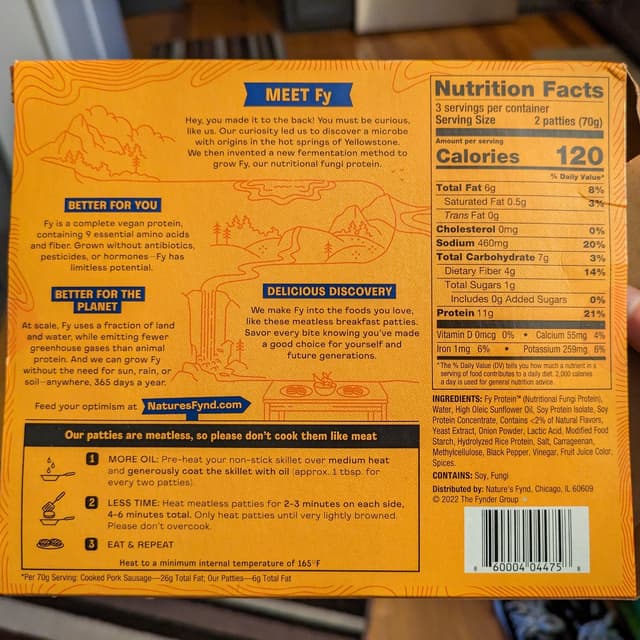 MEET Fy
Hey, you made it to the back! You must be curious,
like us. Our curiosity led us to discover a microbe
with origins in the hot springs of Yellowstone.
We then invented a new fermentation method to
grow Fy, our nutritional fungi protein.
BETTER FOR YOU
Fy is a complete vegan protein,
containing 9 essential amino acids
and fiber. Grown without antibiotics,
pesticides, or hormones—Fy has
limitless potential.
BETTER FOR THE
PLANET
At scale, Fy uses a fraction of land
and water, while emitting fewer
greenhouse gases than animal
protein. And we can grow Fy
without the need for sun, rain, or
soil—anywhere, 365 days a year.
DELICIOUS DISCOVERY
We make Fy into the foods you love,
like these meatless breakfast patties.
Savor every bite knowing you've made
a good choice for yourself and
future generations.
Feed your optimism at NaturesFynd.com
Our patties are meatless, so please don't cook them like meat
1 MORE OIL: Pre-heat your non-stick skillet over medium heat
and generously coat the skillet with oil (approx. 1 tbsp. for
every two patties).
2 LESS TIME: Heat meatless patties for 2-3 minutes on each side,
4-6 minutes total. Only heat patties until very lightly browned.
Please don't overcook.
3 EAT & REPEAT
Heat to a minimum internal temperature of 165°F
*Per 70g Serving: Cooked Pork Sausage—26g Total Fat; Our Patties—6g Total Fat
Nutrition Facts
3 servings per container
Serving Size 2 patties (70g)
Amount per serving
Calories 120
% Daily Value*
Total Fat 6g 8%
Saturated Fat 0.5g 3%
Trans Fat 0g
Cholesterol 0mg 0%
Sodium 460mg 20%
Total Carbohydrate 7g 3%
Dietary Fiber 4g 14%
Total Sugars 1g
Includes 0g Added Sugars 0%
Protein 11g 21%
Vitamin D 0mcg 0% • Calcium 55mg 4%
Iron 1mg 6% • Potassium 259mg 6%
*The % Daily Value (DV) tells you how much a nutrient in a
serving of food contributes to a daily diet. 2,000 calories
a day is used for general nutrition advice.
INGREDIENTS: Fy Protein™ (Nutritional Fungi Protein),
Water, High Oleic Sunflower Oil, Soy Protein Isolate, Soy
Protein Concentrate, Contains <2% of Natural Flavors,
Yeast Extract, Onion Powder, Lactic Acid, Modified Food
Starch, Hydrolyzed Rice Protein, Salt, Carrageenan,
Methylcellulose, Black Pepper, Vinegar, Fruit Juice Color,
Spices.
CONTAINS: Soy, Fungi
Distributed by: Nature's Fynd, Chicago, IL 60609
© 2022 The Fynder Group
8 60004 04475 8